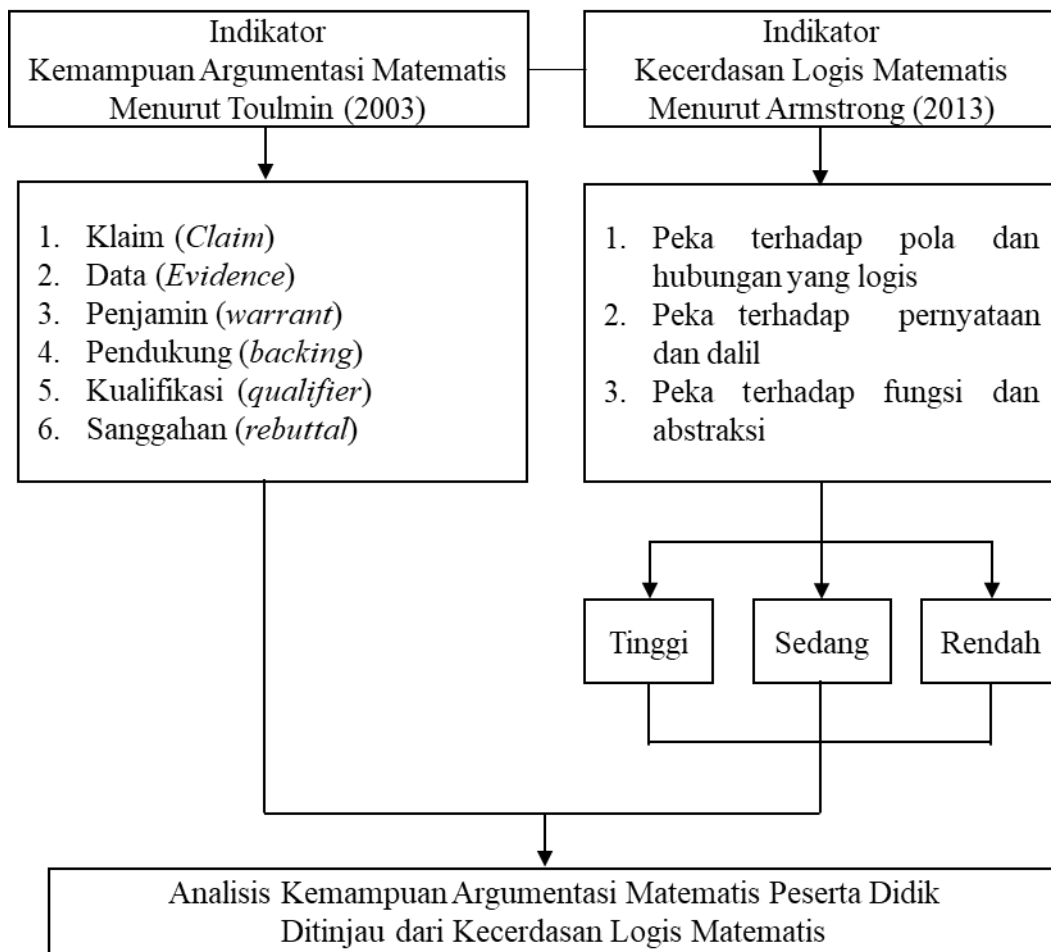 Indikator
Kemampuan Argumentasi Matematis
Menurut Toulmin (2003)
Indikator
Kecerdasan Logis Matematis
Menurut Armstrong (2013)
1. Klaim (Claim)
2. Data (Evidence)
3. Penjamin (warrant)
4. Pendukung (backing)
5. Kualifikasi (qualifier)
6. Sanggahan (rebuttal)
1. Peka terhadap pola dan
hubungan yang logis
2. Peka terhadap pernyataan
dan dalil
3. Peka terhadap fungsi dan
abstraksi
Tinggi
Sedang
Rendah
Analisis Kemampuan Argumentasi Matematis Peserta Didik
Ditinjau dari Kecerdasan Logis Matematis